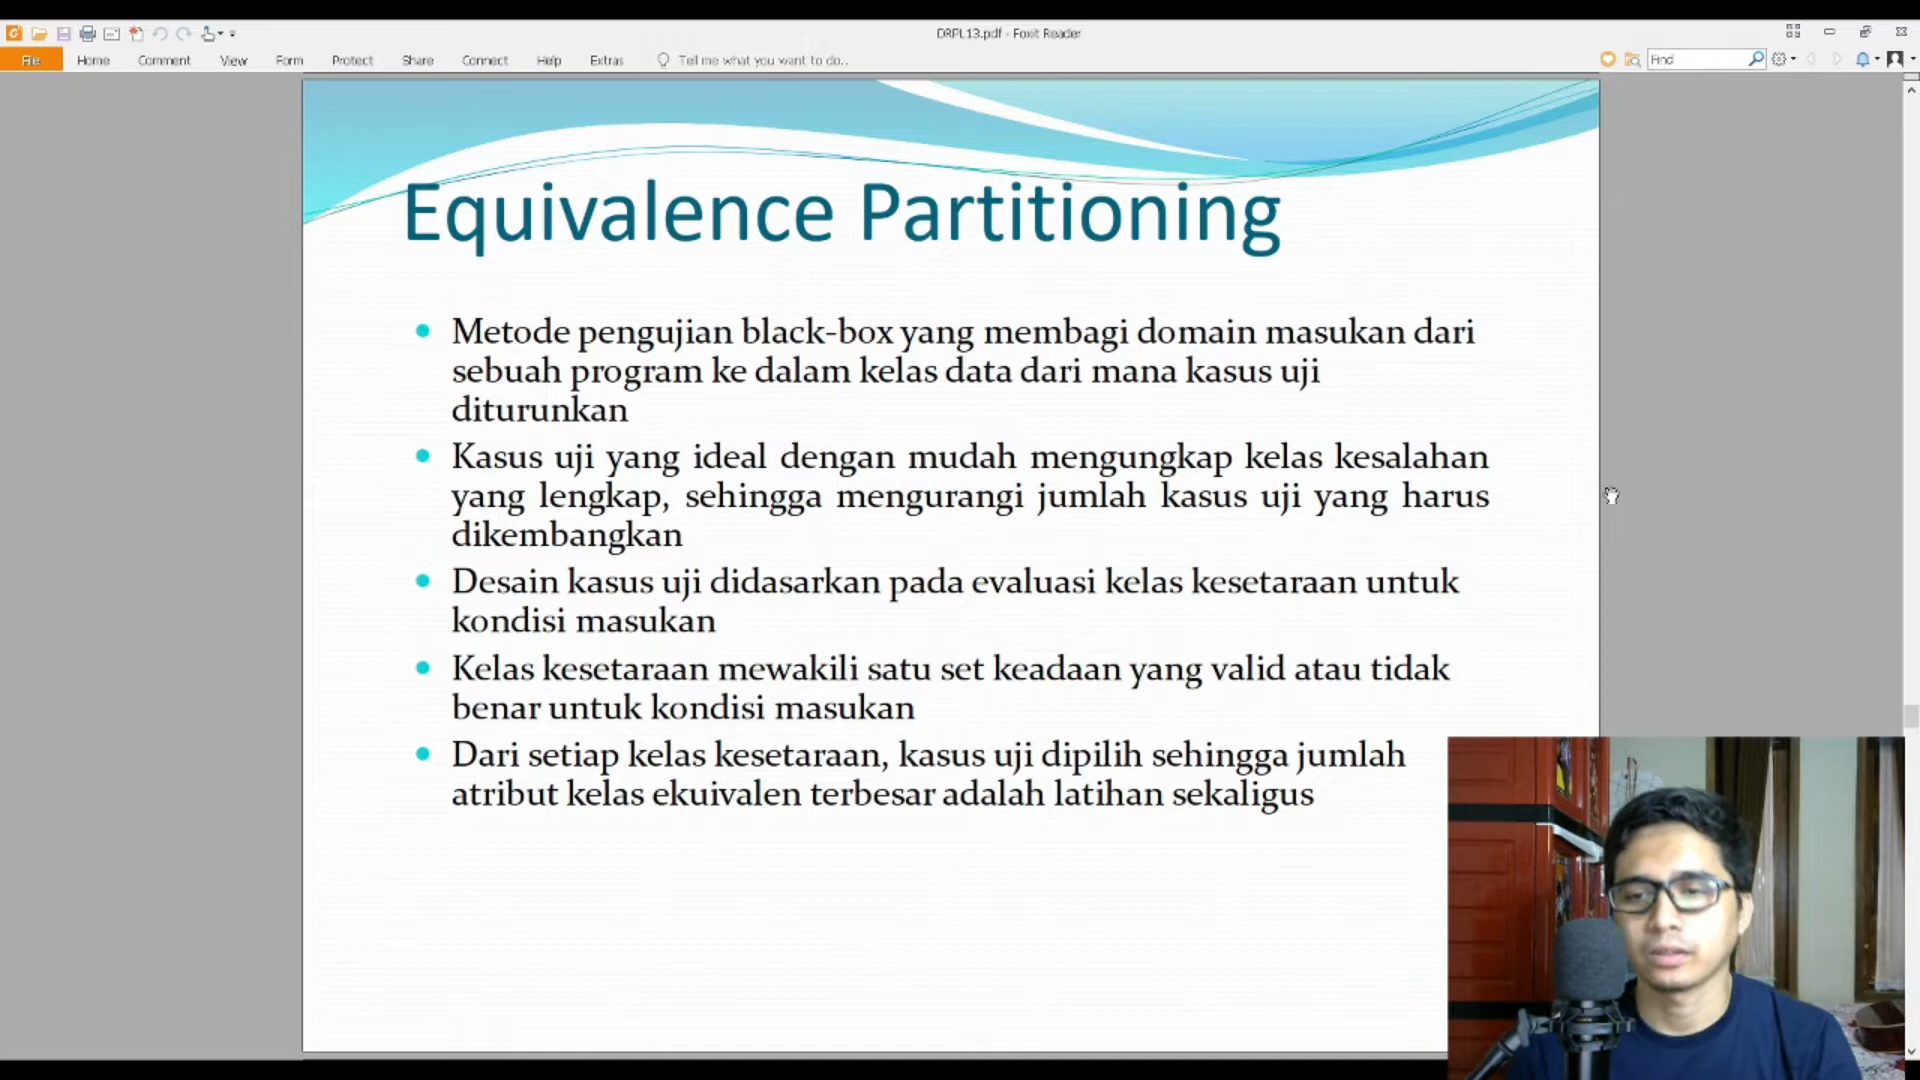 DRPL13.pdf - Foxit Reader
File Home Comment View Form Protect Share Connect Help Extras Tell me what you want to do.. Find
Equivalence Partitioning
Metode pengujian black-box yang membagi domain masukan dari
sebuah program ke dalam kelas data dari mana kasus uji
diturunkan
Kasus uji yang ideal dengan mudah mengungkap kelas kesalahan
yang lengkap, sehingga mengurangi jumlah kasus uji yang harus
dikembangkan
Desain kasus uji didasarkan pada evaluasi kelas kesetaraan untuk
kondisi masukan
Kelas kesetaraan mewakili satu set keadaan yang valid atau tidak
benar untuk kondisi masukan
Dari setiap kelas kesetaraan, kasus uji dipilih sehingga jumlah
atribut kelas ekuivalen terbesar adalah latihan sekaligus